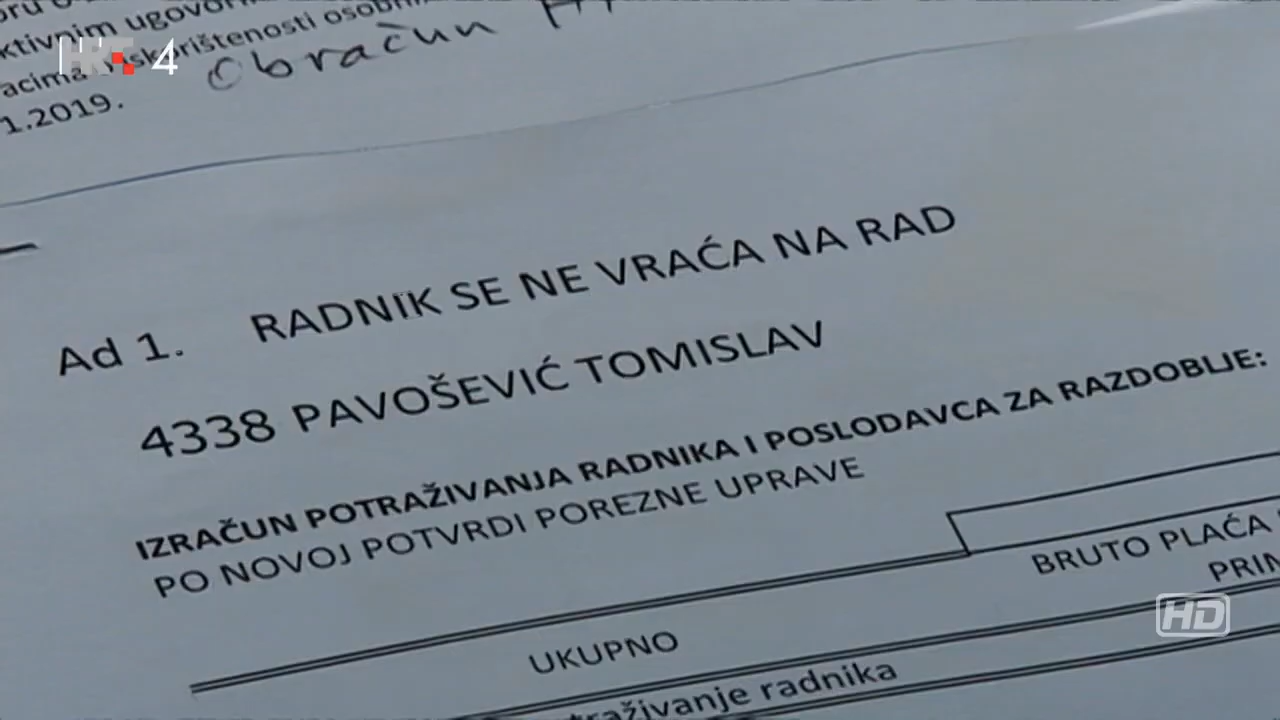 ktivnim ugovor
iskorištenosti osobn
acima
1.2019.
Obračun
HRT 4
Ad 1. RADNIK SE NE VRAĆA NA RAD
4338 PAVOŠEVIĆ TOMISLAV
IZRAČUN POTRAŽIVANJA RADNIKA I POSLODAVCA ZA RAZDOBLJE:
PO NOVOJ POTVRDI POREZNE UPRAVE
BRUTO PLAĆA
PRIM
UKUPNO
traživanje radnika
HD